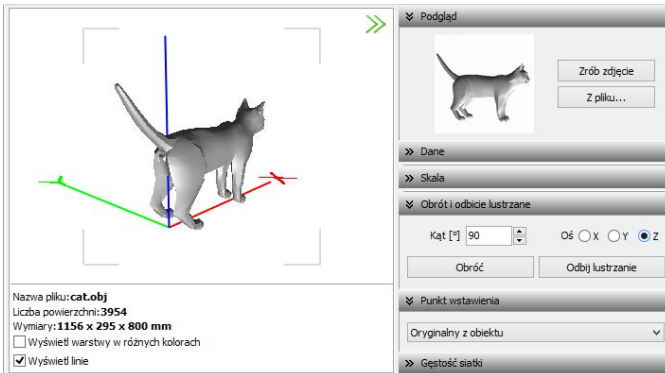 Podgląd
Zrób zdjęcie
Z pliku...
Dane
Skala
Obrót i odbicie lustrzane
Kąt [°] 90 Oś X Y Z
Obróć Odbij lustrzanie
Punkt wstawienia
Oryginalny z obiektu
Gęstość siatki
Nazwa pliku:cat.obj
Liczba powierzchni:3954
Wymiary:1156 x 295 x 800 mm
Wyświetl warstwy w różnych kolorach
Wyświetl linie